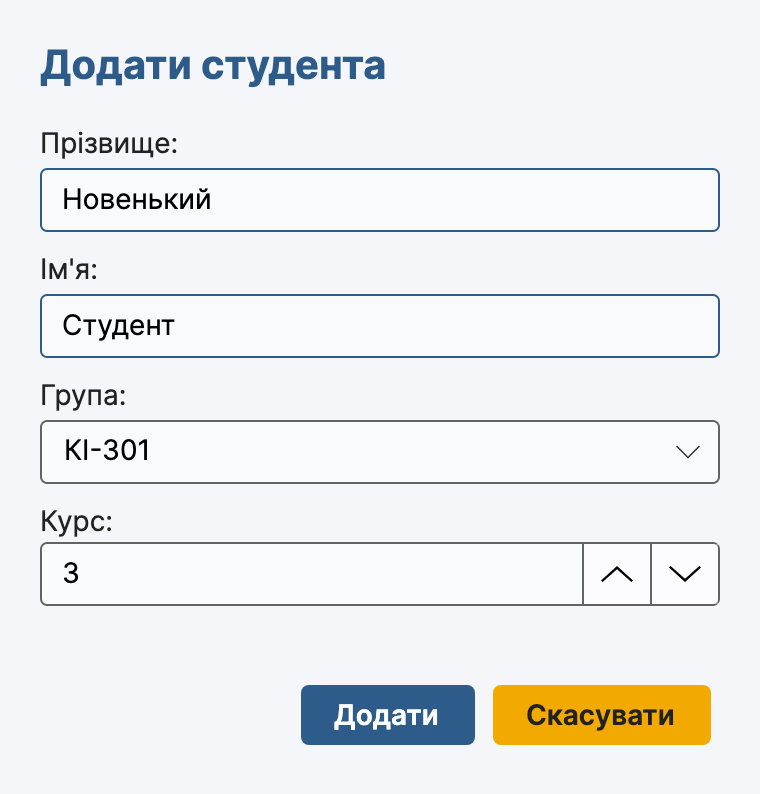 Додати студента
Прізвище:
Новенький
Ім'я:
Студент
Група:
КІ-301
Курс:
3
Додати
Скасувати